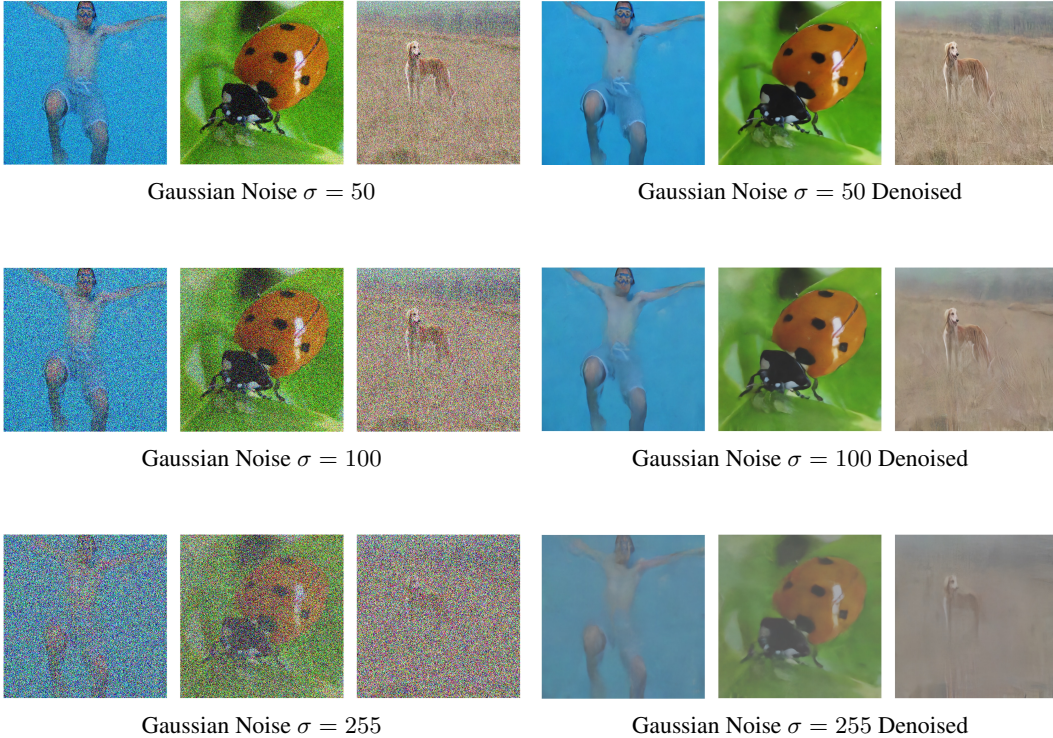 Gaussian Noise σ = 50
Gaussian Noise σ = 50 Denoised
Gaussian Noise σ = 100
Gaussian Noise σ = 100 Denoised
Gaussian Noise σ = 255
Gaussian Noise σ = 255 Denoised